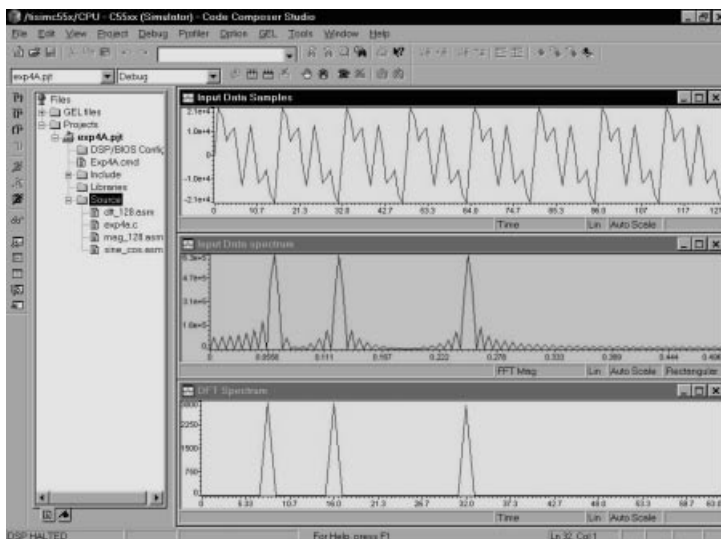 /tisimc55x/CPU - C55xx (Simulator) - Code Composer Studio
File Edit View Project Debug Profiler Option GEL Tools Window Help
exp4A.pjt
Debug
Files
GEL files
Projects
exp4A.pjt
DSP/BIOS Config
Exp4A.cmd
Include
Libraries
Source
dft_128.asm
exp4a.c
mag_128.asm
sine_cos.asm
Input Data Samples
2.1e+4
1.0e+4
0
-1.0e+4
-2.1e+4
0 10.7 21.3 32.0 42.7 53.3 64.0 74.7 85.3 96.0 107 117
Time Lin Auto Scale
Input Data spectrum
6.3e+5
4.7e+5
3.1e+5
1.6e+5
0
0 0.0556 0.111 0.167 0.222 0.278 0.333 0.389 0.444
FFT Mag Lin Auto Scale Rectangular
DFT Spectrum
2250
1500
750
0
0 5.33 10.7 16.0 21.3 26.7 32.0 37.3 42.7 48.0 53.3 58.7
Time Lin Auto Scale
DSP HALTED
For Help, press F1
Ln 32, Col 1